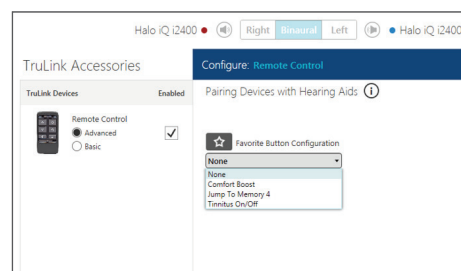 Halo iQ i2400 Right Binaural Left Halo iQ i2400
TruLink Accessories
TruLink Devices Enabled
Remote Control
Advanced
Basic
Configure: Remote Control
Pairing Devices with Hearing Aids i
Favorite Button Configuration
None
None
Comfort Boost
Jump To Memory 4
Tinnitus On/Off